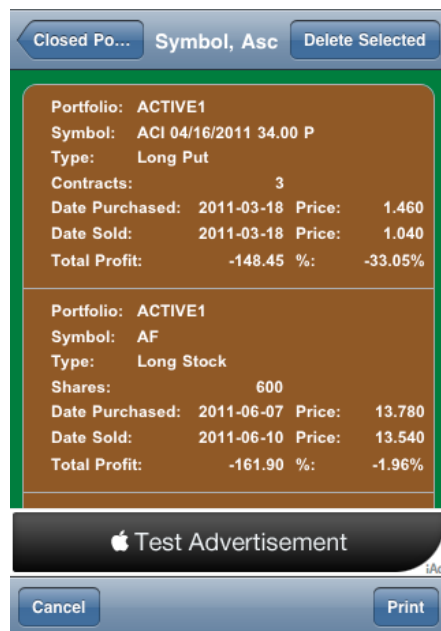 Closed Po... Symbol, Asc Delete Selected
Portfolio: ACTIVE1
Symbol: ACI 04/16/2011 34.00 P
Type: Long Put
Contracts: 3
Date Purchased: 2011-03-18 Price: 1.460
Date Sold: 2011-03-18 Price: 1.040
Total Profit: -148.45 %: -33.05%
Portfolio: ACTIVE1
Symbol: AF
Type: Long Stock
Shares: 600
Date Purchased: 2011-06-07 Price: 13.780
Date Sold: 2011-06-10 Price: 13.540
Total Profit: -161.90 %: -1.96%
Test Advertisement
iAd
Cancel Print